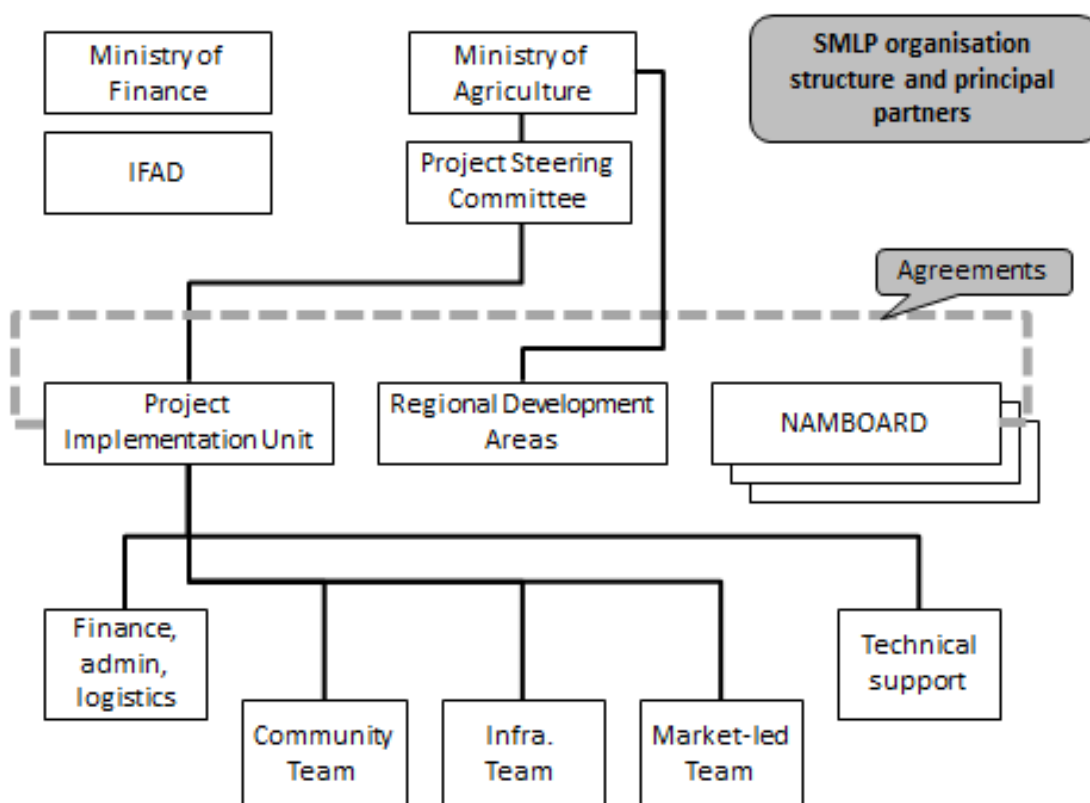 Ministry of
Finance
Ministry of
Agriculture
SMLP organisation
structure and principal
partners
IFAD
Project Steering
Committee
Agreements
Project
Implementation Unit
Regional Development
Areas
NAMBOARD
Finance,
admin,
logistics
Technical
support
Community
Team
Infra.
Team
Market-led
Team